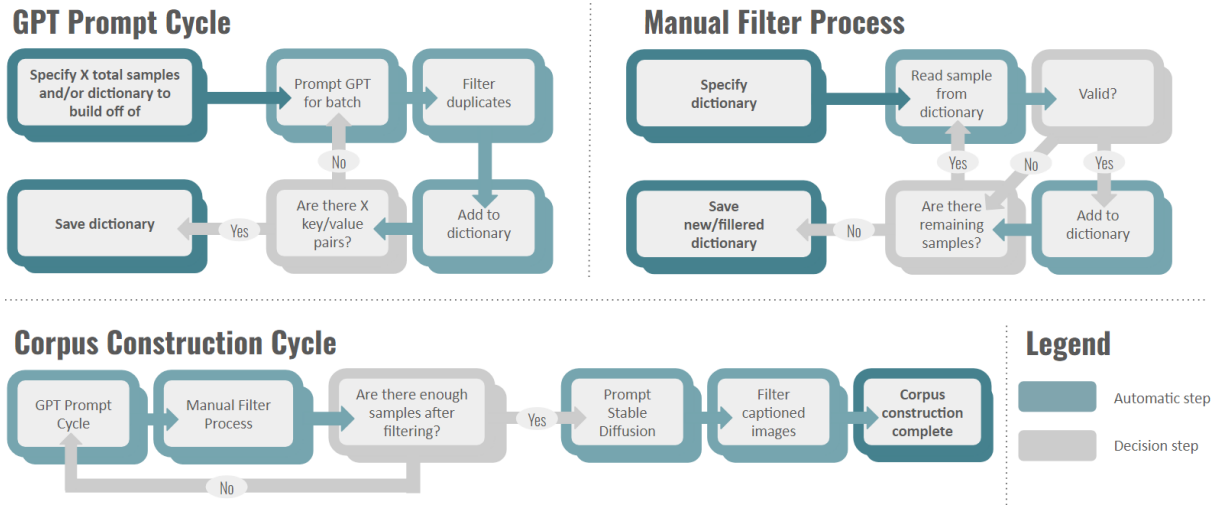 GPT Prompt Cycle
Specify X total samples
and/or dictionary to
build off of
Prompt GPT
for batch
Filter
duplicates
No
Save dictionary
Yes
Are there X
key/value
pairs?
Add to
dictionary
Manual Filter Process
Specify
dictionary
Read sample
from
dictionary
Valid?
Yes
No
Yes
Save
new/fillered
dictionary
No
Are there
remaining
samples?
Add to
dictionary
Corpus Construction Cycle
GPT Prompt
Cycle
Manual Filter
Process
Are there enough
samples after
filtering?
Yes
Prompt
Stable
Diffusion
Filter
captioned
images
Corpus
construction
complete
No
Legend
Automatic step
Decision step